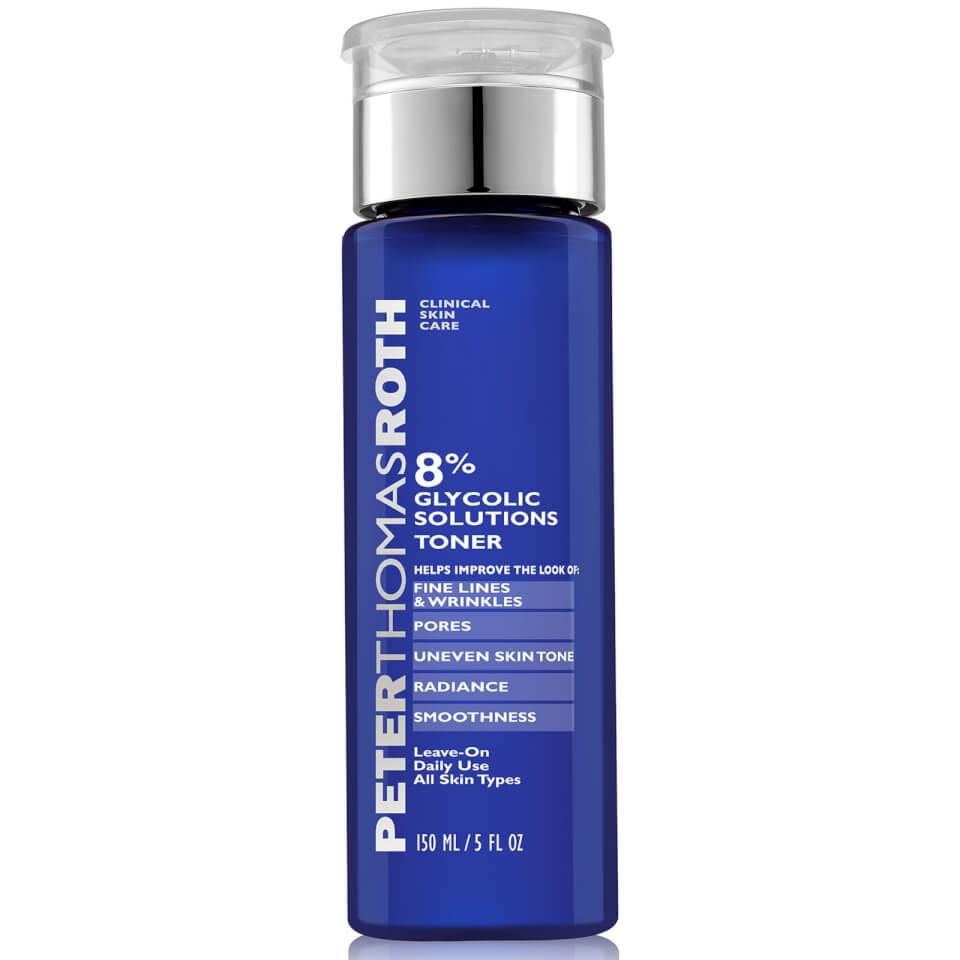 PETERTHOMASROTH
CLINICAL
SKIN
CARE
8%
GLYCOLIC
SOLUTIONS
TONER
HELPS IMPROVE THE LOOK OF:
FINE LINES
& WRINKLES
PORES
UNEVEN SKIN TONE
RADIANCE
SMOOTHNESS
Leave-On
Daily Use
All Skin Types
150 ML / 5 FL OZ